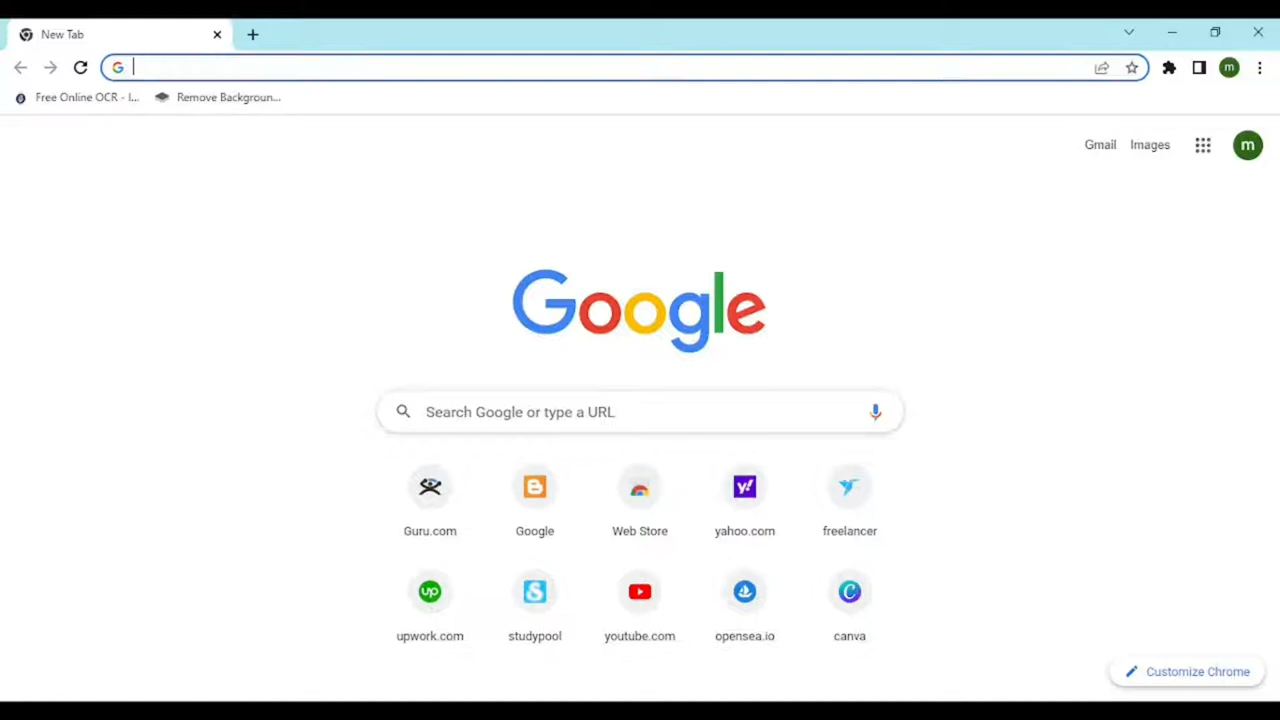 New Tab
Free Online OCR - I...
Remove Backgroun...
m
Gmail
Images
m
Google
Search Google or type a URL
Guru.com
Google
Web Store
yahoo.com
freelancer
upwork.com
studypool
youtube.com
opensea.io
canva
Customize Chrome